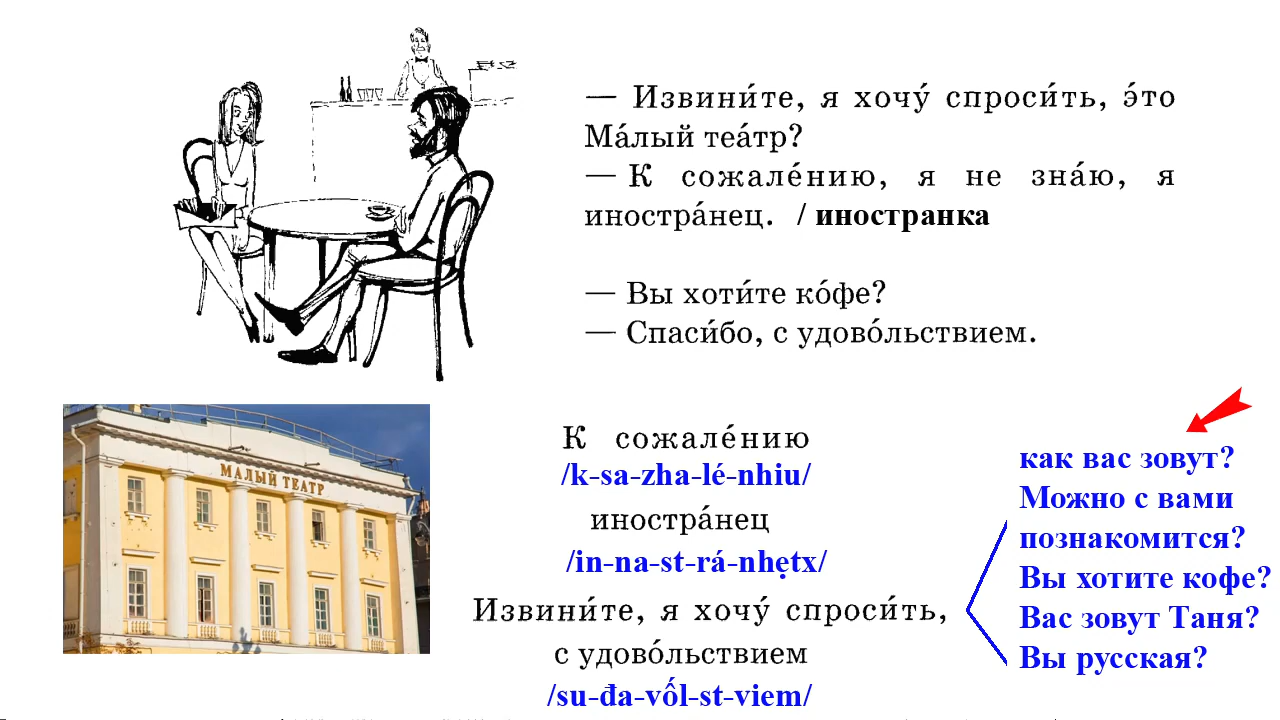 — Извини́те, я хочу́ спроси́ть, э́то
Ма́лый теа́тр?
— К сожале́нию, я не зна́ю, я
иностра́нец. / иностранка
— Вы хоти́те ко́фе?
— Спаси́бо, с удово́льствием.
МАЛЫЙ ТЕАТР
К сожале́нию
/k-sa-zha-lé-nhiu/
иностра́нец
/in-na-st-rá-nhẹtx/
Извини́те, я хочу́ спроси́ть,
с удово́льствием
/su-đa-vốl-st-viem/
как вас зовут?
Можно с вами
познакомится?
Вы хотите кофе?
Вас зовут Таня?
Вы русская?